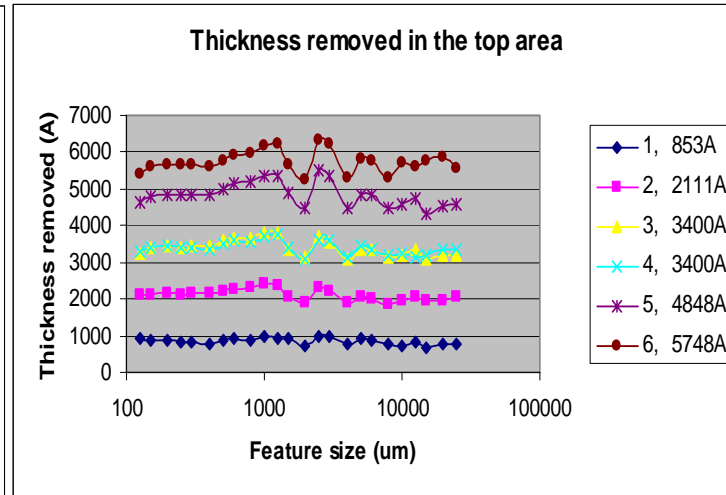 Thickness removed in the top area
Thickness removed (A)
7000
6000
5000
4000
3000
2000
1000
0
100
1000
10000
100000
Feature size (um)
1, 853A
2, 2111A
3, 3400A
4, 3400A
5, 4848A
6, 5748A